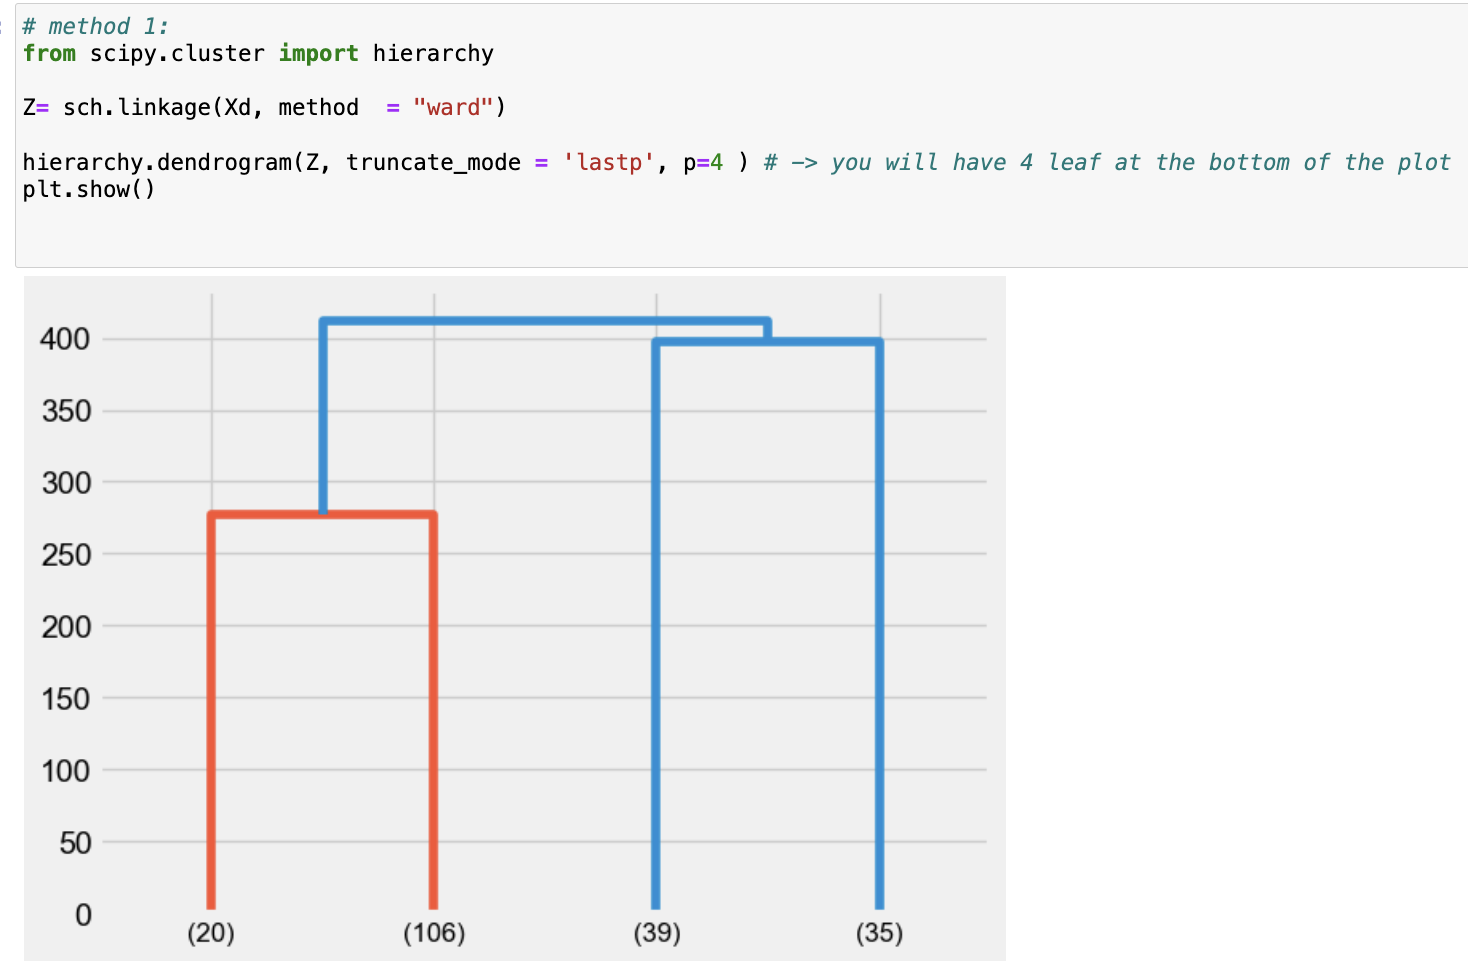 # method 1:
from scipy.cluster import hierarchy
Z= sch.linkage(Xd, method  = "ward")
hierarchy.dendrogram(Z, truncate_mode = 'lastp', p=4 ) # —> you will have 4 leaf at the bottom of the plot
plt.show()
400
350
300
250
200
150
100
50
0
(20) (106) (39) (35)